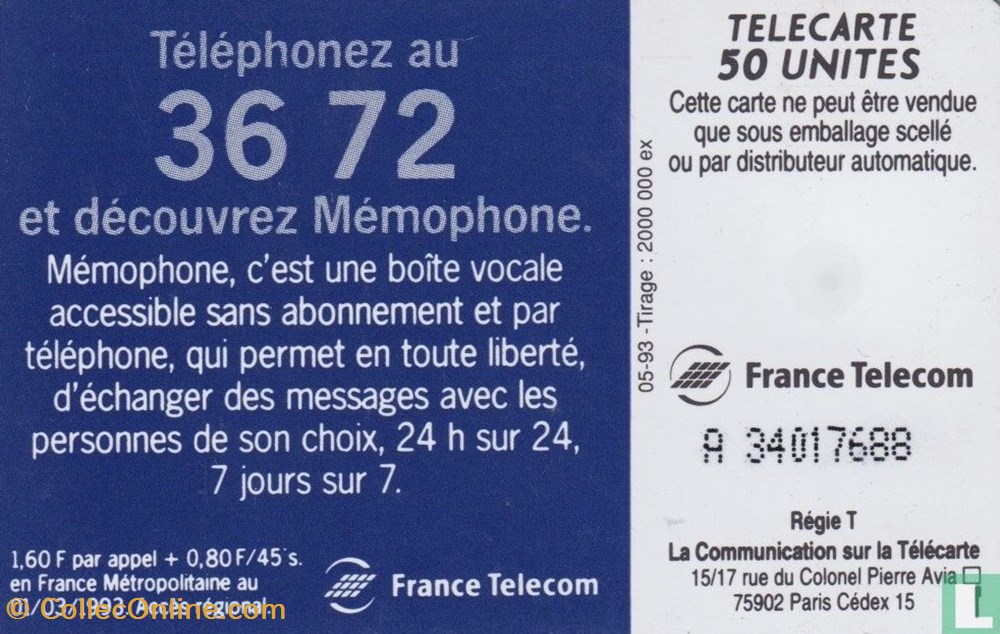 Téléphonez au
36 72
et découvrez Mémophone.
Mémophone, c'est une boîte vocale
accessible sans abonnement et par
téléphone, qui permet en toute liberté,
d'échanger des messages avec les
personnes de son choix, 24 h sur 24,
7 jours sur 7.
1,60 F par appel + 0,80 F/45 s.
en France Métropolitaine au
01/03/1993. Accès régional.
France Telecom
© CollecOnline.com
05-93 - Tirage : 2000 000 ex
TELECARTE
50 UNITES
Cette carte ne peut être vendue
que sous emballage scellé
ou par distributeur automatique.
France Telecom
A 34017688
Régie T
La Communication sur la Télécarte
15/17 rue du Colonel Pierre Avia
75902 Paris Cédex 15
L